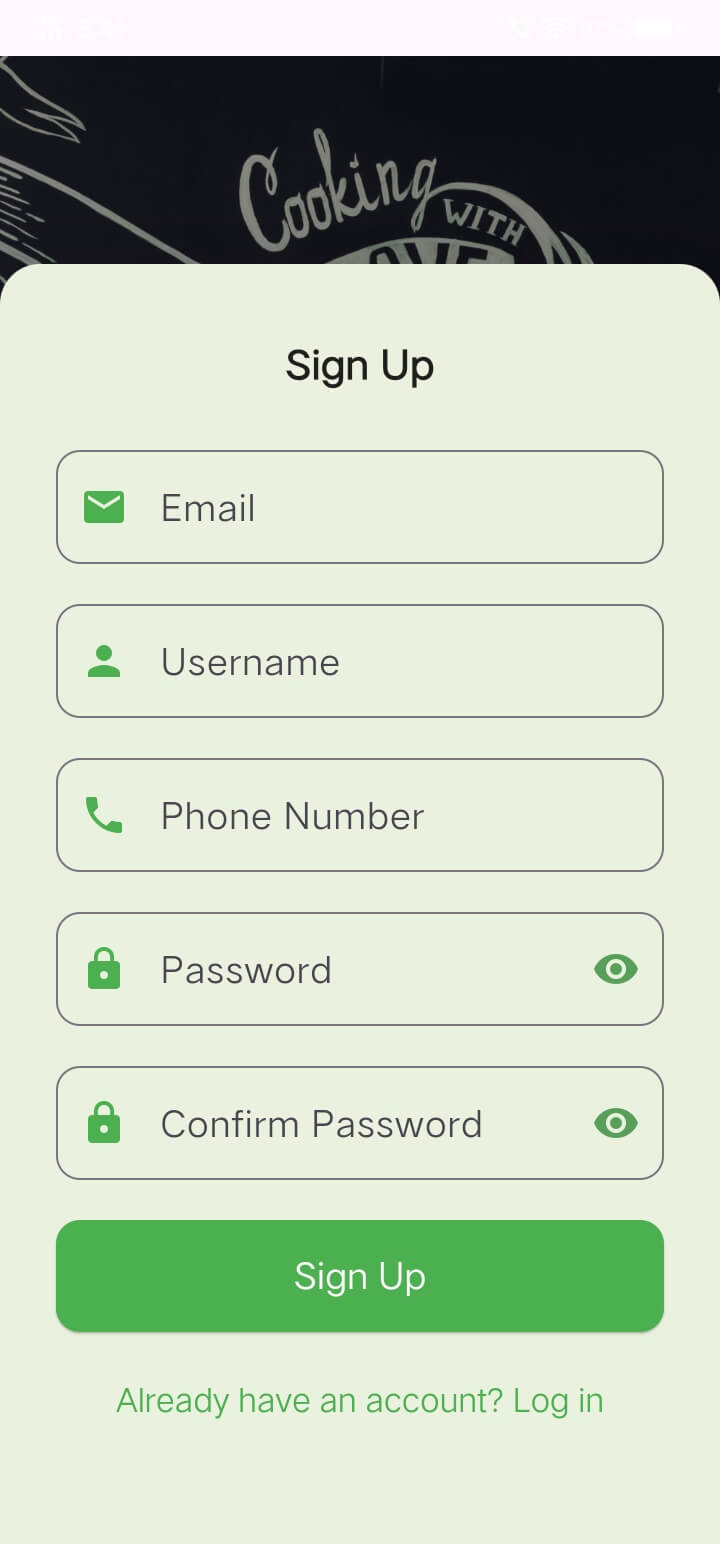 Cooking
WITH
Sign Up
Email
Username
Phone Number
Password
Confirm Password
Sign Up
Already have an account? Log in